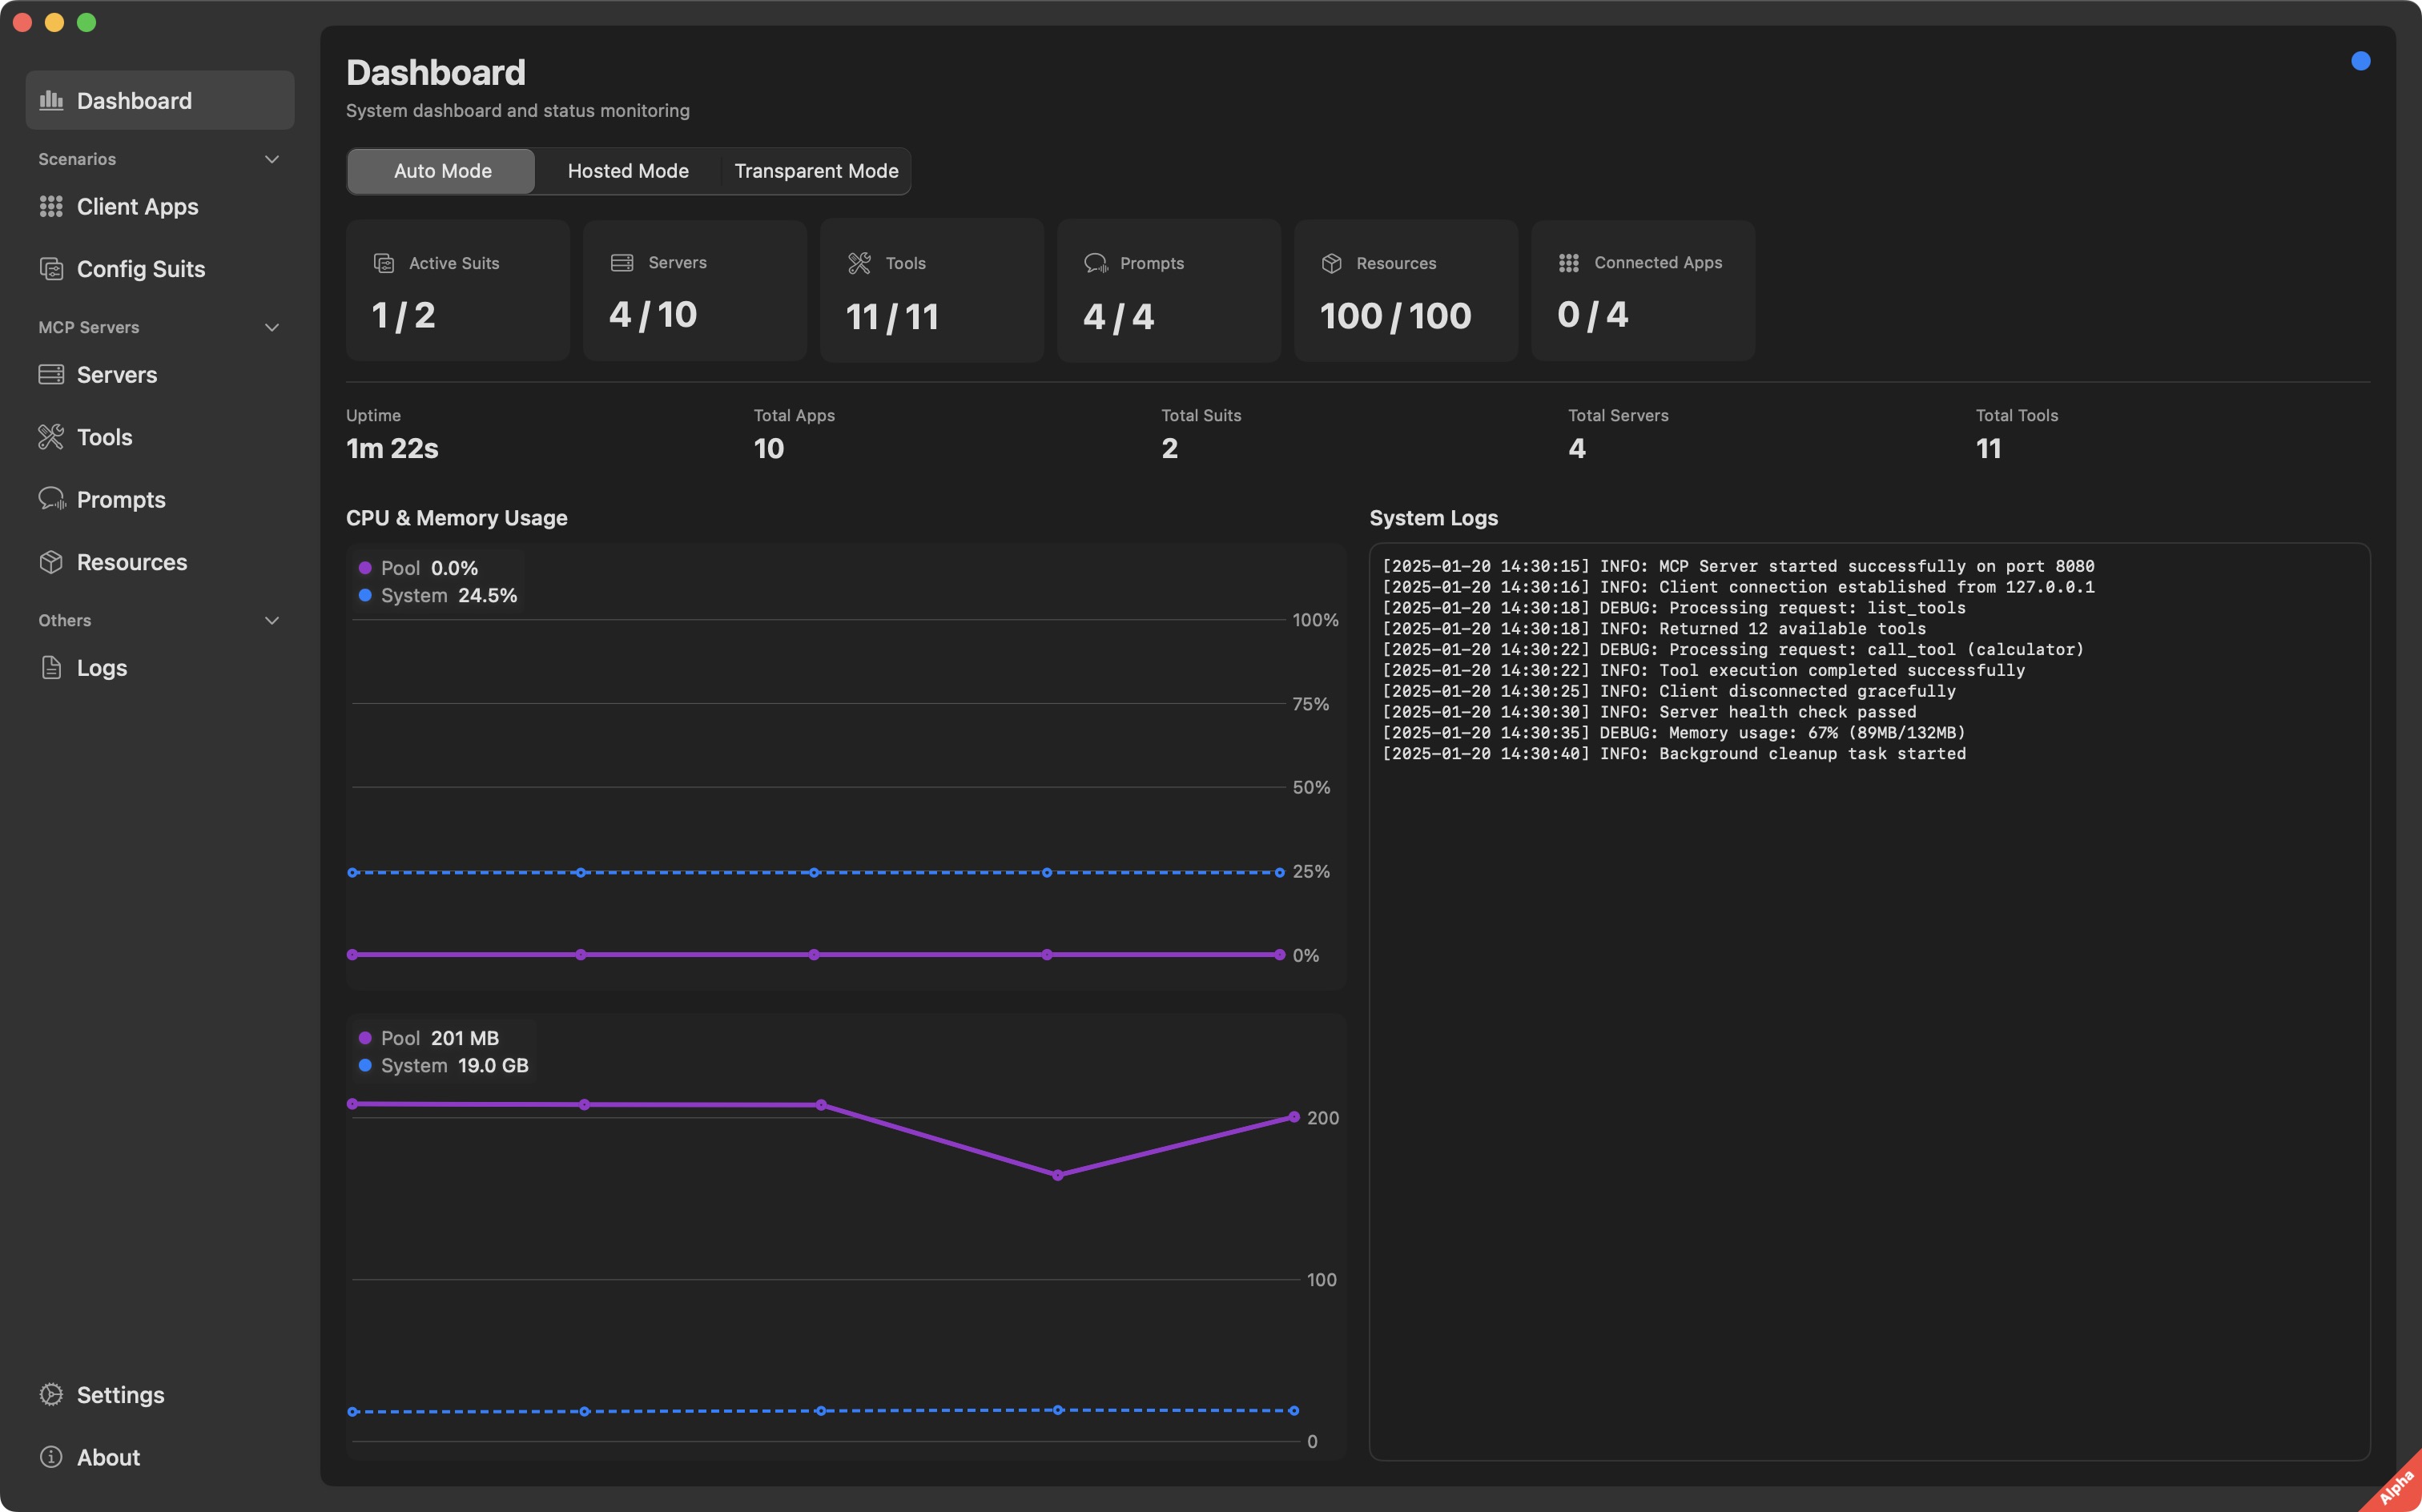 Dashboard
Scenarios
Client Apps
Config Suits
MCP Servers
Servers
Tools
Prompts
Resources
Others
Logs
Settings
About
Dashboard
System dashboard and status monitoring
Auto Mode Hosted Mode Transparent Mode
Active Suits
1 / 2
Servers
4 / 10
Tools
11 / 11
Prompts
4 / 4
Resources
100 / 100
Connected Apps
0 / 4
Uptime
1m 22s
Total Apps
10
Total Suits
2
Total Servers
4
Total Tools
11
CPU & Memory Usage
Pool 0.0%
System 24.5%
100%
75%
50%
25%
0%
Pool 201 MB
System 19.0 GB
200
100
0
System Logs
[2025-01-20 14:30:15] INFO: MCP Server started successfully on port 8080
[2025-01-20 14:30:16] INFO: Client connection established from 127.0.0.1
[2025-01-20 14:30:18] DEBUG: Processing request: list_tools
[2025-01-20 14:30:18] INFO: Returned 12 available tools
[2025-01-20 14:30:22] DEBUG: Processing request: call_tool (calculator)
[2025-01-20 14:30:22] INFO: Tool execution completed successfully
[2025-01-20 14:30:25] INFO: Client disconnected gracefully
[2025-01-20 14:30:30] INFO: Server health check passed
[2025-01-20 14:30:35] DEBUG: Memory usage: 67% (89MB/132MB)
[2025-01-20 14:30:40] INFO: Background cleanup task started
Alpha